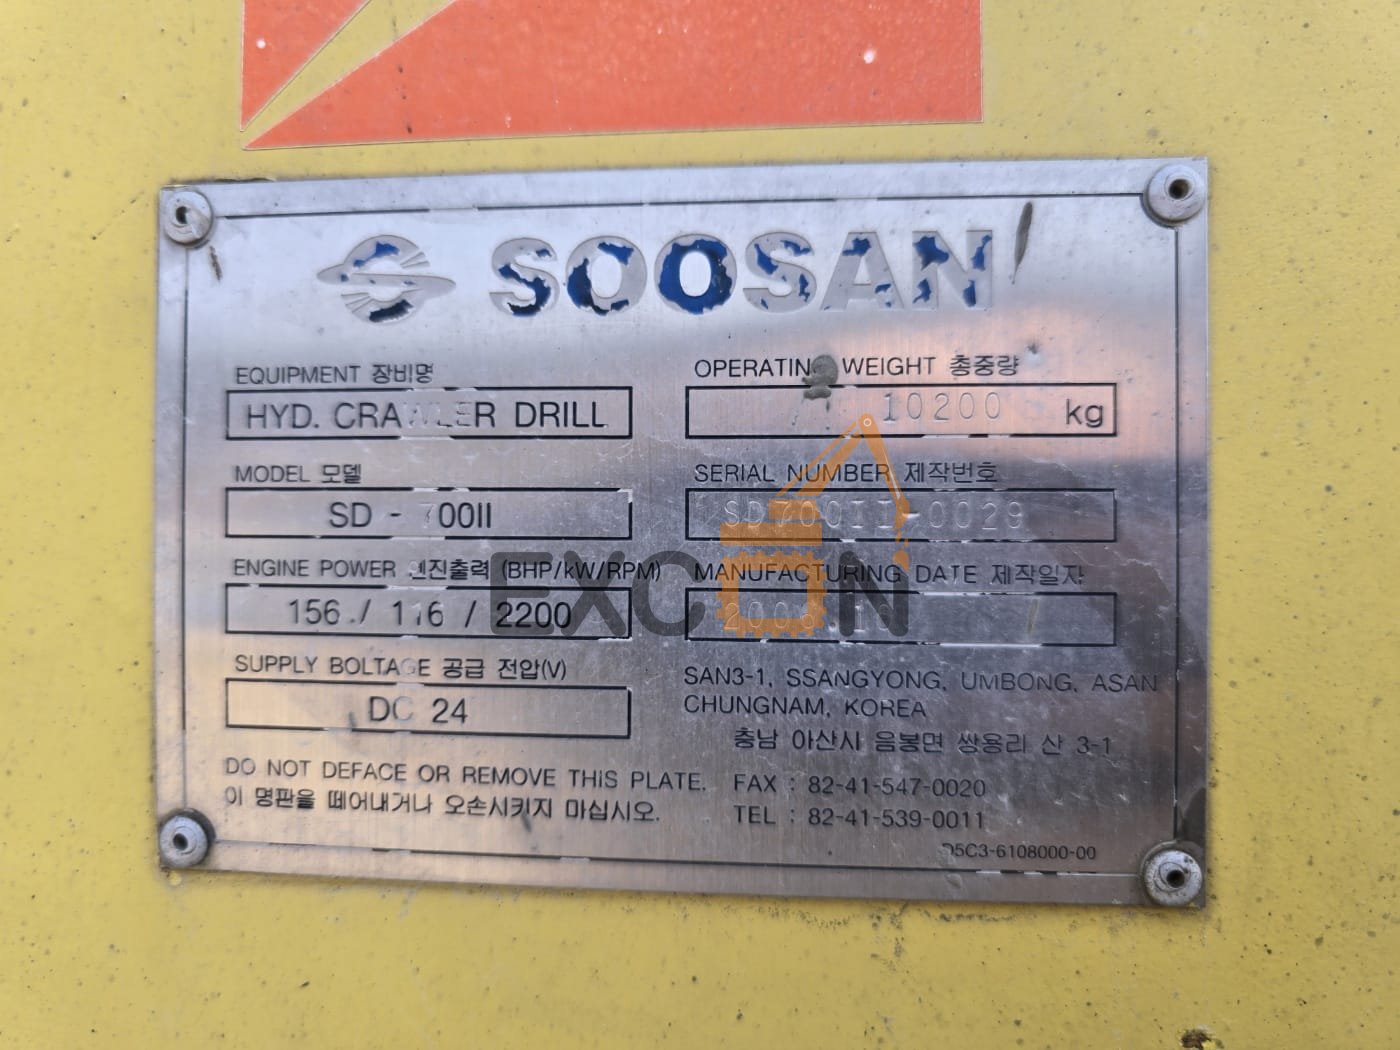 SOOSAN
EQUIPMENT 장비명
HYD. CRAWLER DRILL
MODEL 모델
SD - 700II
ENGINE POWER 엔진출력 (BHP/kW/RPM)
156 / 116 / 2200
SUPPLY BOLTAGE 공급 전압(V)
DC 24
DO NOT DEFACE OR REMOVE THIS PLATE.
이 명판을 떼어내거나 오손시키지 마십시오.
OPERATING WEIGHT 총중량
10200 kg
SERIAL NUMBER 제작번호
SD700II-0029
MANUFACTURING DATE 제작일자
SAN3-1, SSANGYONG, UMBONG, ASAN
CHUNGNAM, KOREA
충남 아산시 음봉면 쌍용리 산 3-1
FAX : 82-41-547-0020
TEL : 82-41-539-0011
D5C3-6108000-00
EXCON